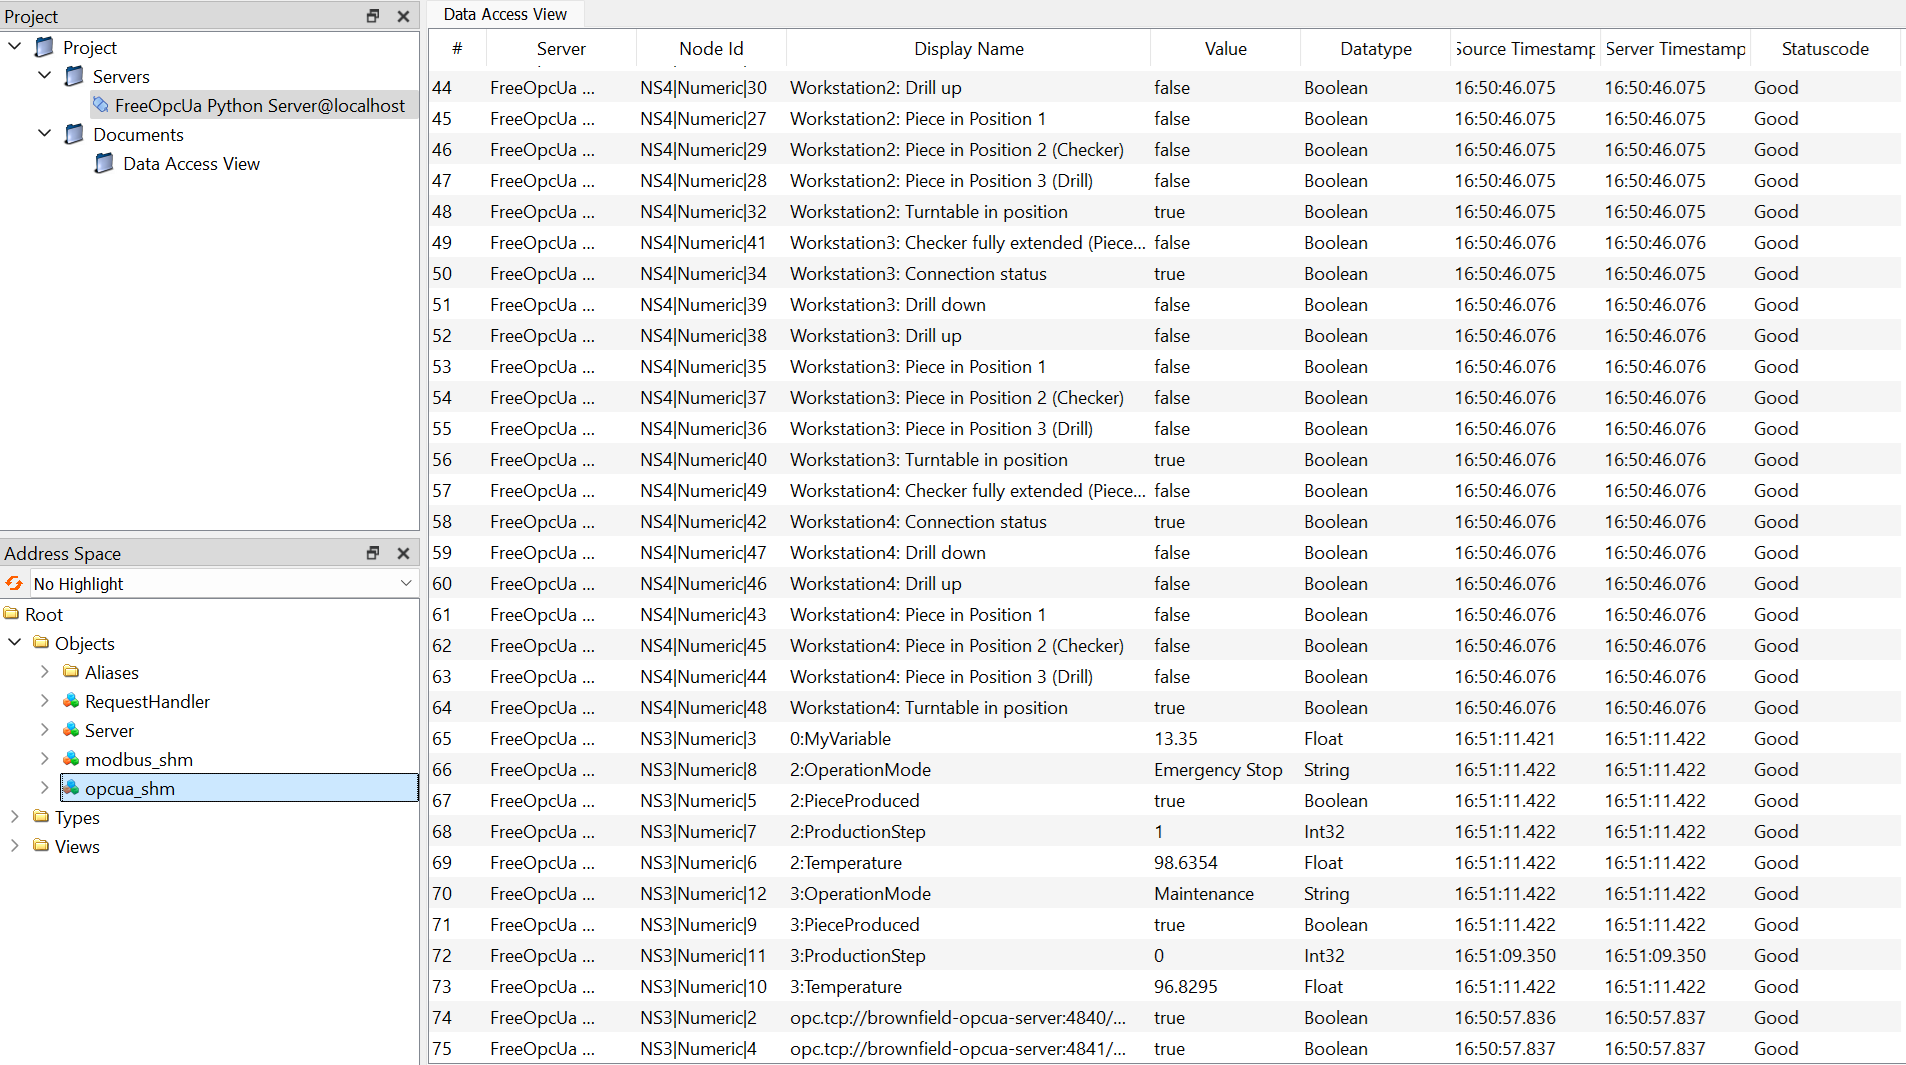 Project
Project
Servers
FreeOpcUa Python Server@localhost
Documents
Data Access View
Address Space
No Highlight
Root
Objects
Aliases
RequestHandler
Server
modbus_shm
opcua_shm
Types
Views
Data Access View
# Server Node Id Display Name Value Datatype Source Timestamp Server Timestamp Statuscode
44 FreeOpcUa ... NS4|Numeric|30 Workstation2: Drill up false Boolean 16:50:46.075 16:50:46.075 Good
45 FreeOpcUa ... NS4|Numeric|27 Workstation2: Piece in Position 1 false Boolean 16:50:46.075 16:50:46.075 Good
46 FreeOpcUa ... NS4|Numeric|29 Workstation2: Piece in Position 2 (Checker) false Boolean 16:50:46.075 16:50:46.075 Good
47 FreeOpcUa ... NS4|Numeric|28 Workstation2: Piece in Position 3 (Drill) false Boolean 16:50:46.075 16:50:46.075 Good
48 FreeOpcUa ... NS4|Numeric|32 Workstation2: Turntable in position true Boolean 16:50:46.075 16:50:46.075 Good
49 FreeOpcUa ... NS4|Numeric|41 Workstation3: Checker fully extended (Piece... false Boolean 16:50:46.076 16:50:46.076 Good
50 FreeOpcUa ... NS4|Numeric|34 Workstation3: Connection status true Boolean 16:50:46.075 16:50:46.075 Good
51 FreeOpcUa ... NS4|Numeric|39 Workstation3: Drill down false Boolean 16:50:46.076 16:50:46.076 Good
52 FreeOpcUa ... NS4|Numeric|38 Workstation3: Drill up false Boolean 16:50:46.076 16:50:46.076 Good
53 FreeOpcUa ... NS4|Numeric|35 Workstation3: Piece in Position 1 false Boolean 16:50:46.076 16:50:46.076 Good
54 FreeOpcUa ... NS4|Numeric|37 Workstation3: Piece in Position 2 (Checker) false Boolean 16:50:46.076 16:50:46.076 Good
55 FreeOpcUa ... NS4|Numeric|36 Workstation3: Piece in Position 3 (Drill) false Boolean 16:50:46.076 16:50:46.076 Good
56 FreeOpcUa ... NS4|Numeric|40 Workstation3: Turntable in position true Boolean 16:50:46.076 16:50:46.076 Good
57 FreeOpcUa ... NS4|Numeric|49 Workstation4: Checker fully extended (Piece... false Boolean 16:50:46.076 16:50:46.076 Good
58 FreeOpcUa ... NS4|Numeric|42 Workstation4: Connection status true Boolean 16:50:46.076 16:50:46.076 Good
59 FreeOpcUa ... NS4|Numeric|47 Workstation4: Drill down false Boolean 16:50:46.076 16:50:46.076 Good
60 FreeOpcUa ... NS4|Numeric|46 Workstation4: Drill up false Boolean 16:50:46.076 16:50:46.076 Good
61 FreeOpcUa ... NS4|Numeric|43 Workstation4: Piece in Position 1 false Boolean 16:50:46.076 16:50:46.076 Good
62 FreeOpcUa ... NS4|Numeric|45 Workstation4: Piece in Position 2 (Checker) false Boolean 16:50:46.076 16:50:46.076 Good
63 FreeOpcUa ... NS4|Numeric|44 Workstation4: Piece in Position 3 (Drill) false Boolean 16:50:46.076 16:50:46.076 Good
64 FreeOpcUa ... NS4|Numeric|48 Workstation4: Turntable in position true Boolean 16:50:46.076 16:50:46.076 Good
65 FreeOpcUa ... NS3|Numeric|3 0:MyVariable 13.35 Float 16:51:11.421 16:51:11.422 Good
66 FreeOpcUa ... NS3|Numeric|8 2:OperationMode Emergency Stop String 16:51:11.422 16:51:11.422 Good
67 FreeOpcUa ... NS3|Numeric|5 2:PieceProduced true Boolean 16:51:11.422 16:51:11.422 Good
68 FreeOpcUa ... NS3|Numeric|7 2:ProductionStep 1 Int32 16:51:11.422 16:51:11.422 Good
69 FreeOpcUa ... NS3|Numeric|6 2:Temperature 98.6354 Float 16:51:11.422 16:51:11.422 Good
70 FreeOpcUa ... NS3|Numeric|12 3:OperationMode Maintenance String 16:51:11.422 16:51:11.422 Good
71 FreeOpcUa ... NS3|Numeric|9 3:PieceProduced true Boolean 16:51:11.422 16:51:11.422 Good
72 FreeOpcUa ... NS3|Numeric|11 3:ProductionStep 0 Int32 16:51:09.350 16:51:09.350 Good
73 FreeOpcUa ... NS3|Numeric|10 3:Temperature 96.8295 Float 16:51:11.422 16:51:11.422 Good
74 FreeOpcUa ... NS3|Numeric|2 opc.tcp://brownfield-opcua-server:4840/... true Boolean 16:50:57.836 16:50:57.837 Good
75 FreeOpcUa ... NS3|Numeric|4 opc.tcp://brownfield-opcua-server:4841/... true Boolean 16:50:57.837 16:50:57.837 Good